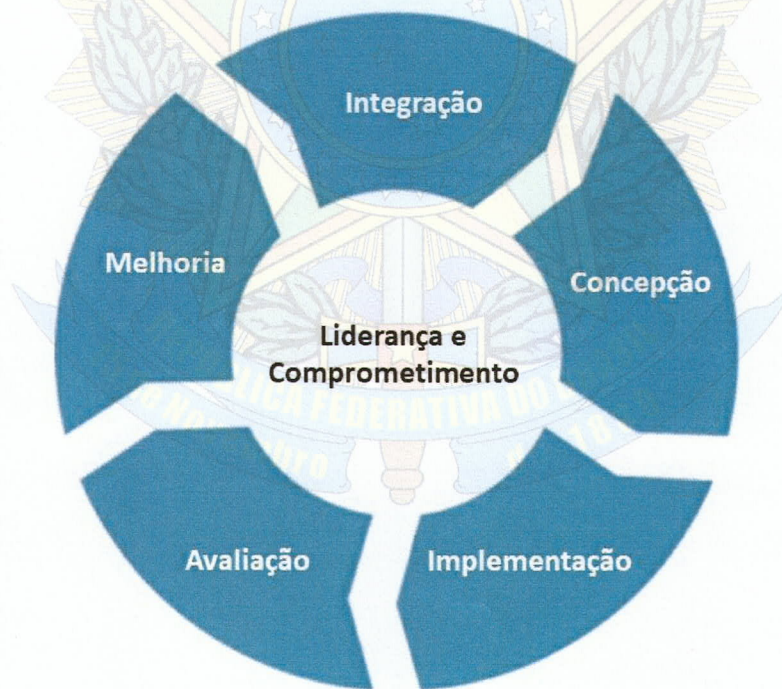 Integração
Concepção
Implementação
Avaliação
Melhoria
Liderança e
Comprometimento